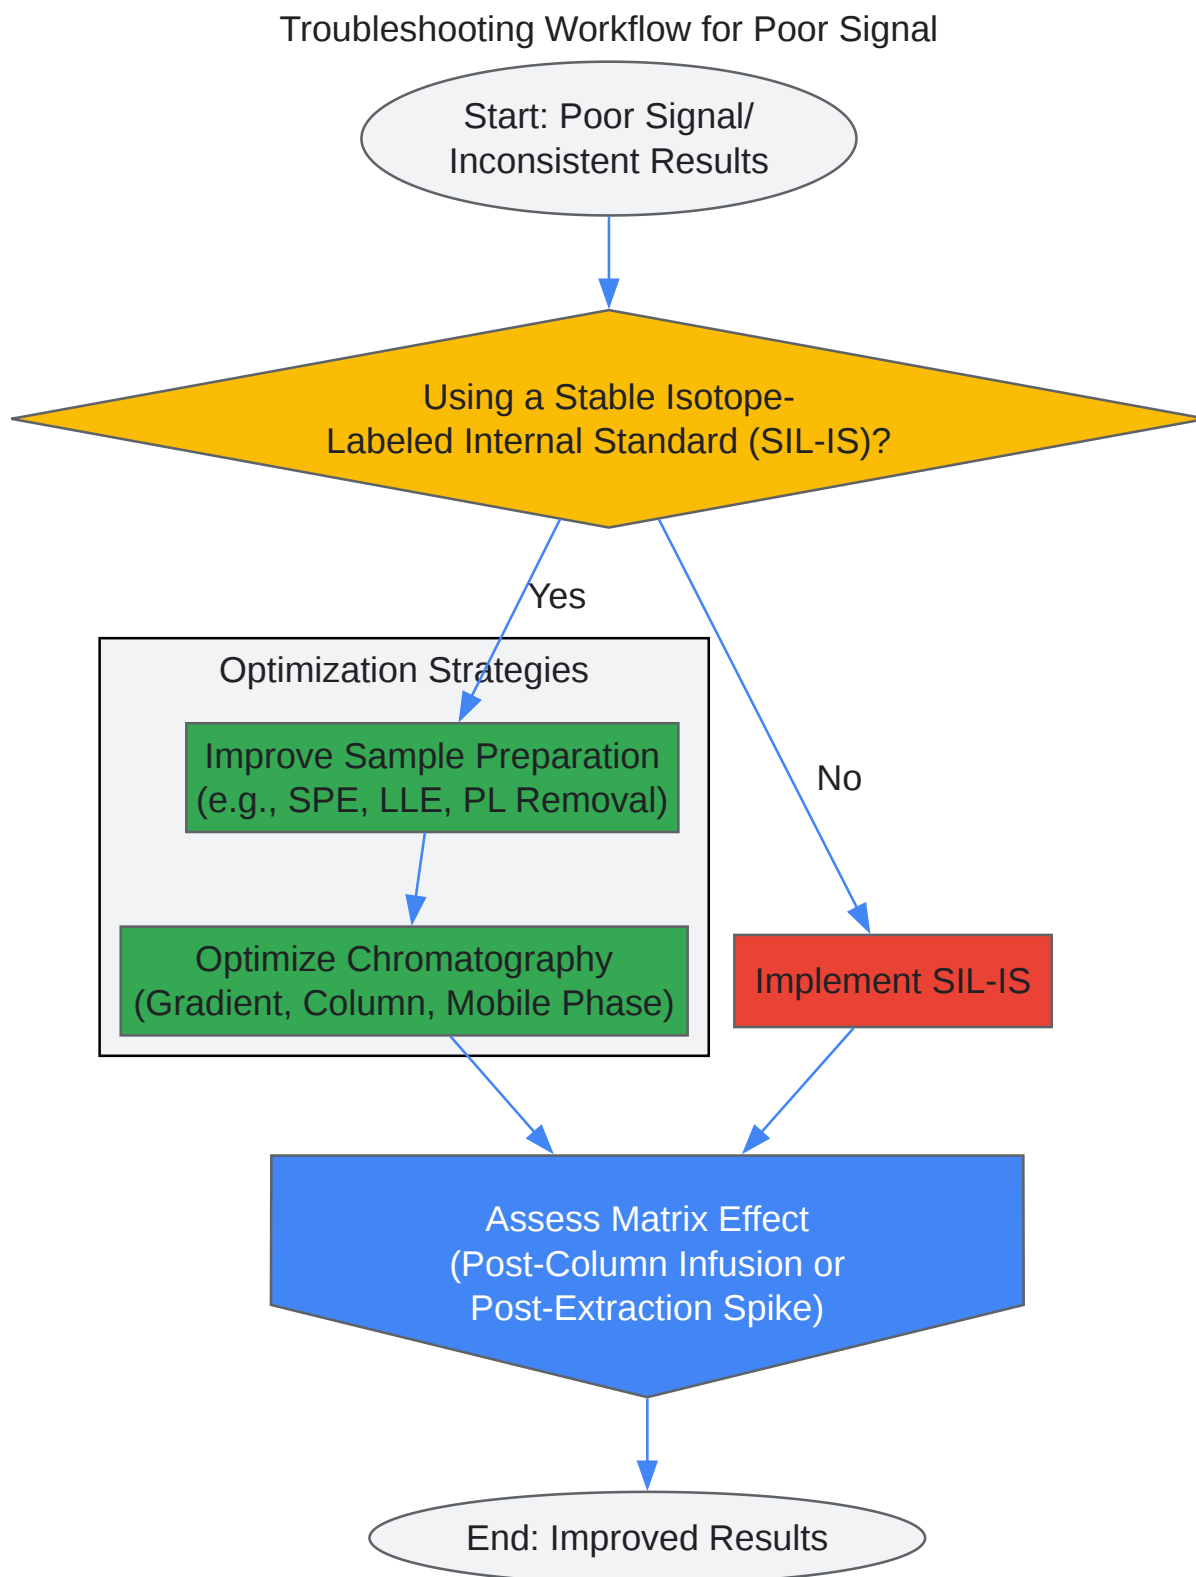 Troubleshooting Workflow for Poor Signal
Start: Poor Signal/
Inconsistent Results
Using a Stable Isotope-
Labeled Internal Standard (SIL-IS)?
Yes
Optimization Strategies
Improve Sample Preparation
(e.g., SPE, LLE, PL Removal)
No
Optimize Chromatography
(Gradient, Column, Mobile Phase)
Implement SIL-IS
Assess Matrix Effect
(Post-Column Infusion or
Post-Extraction Spike)
End: Improved Results